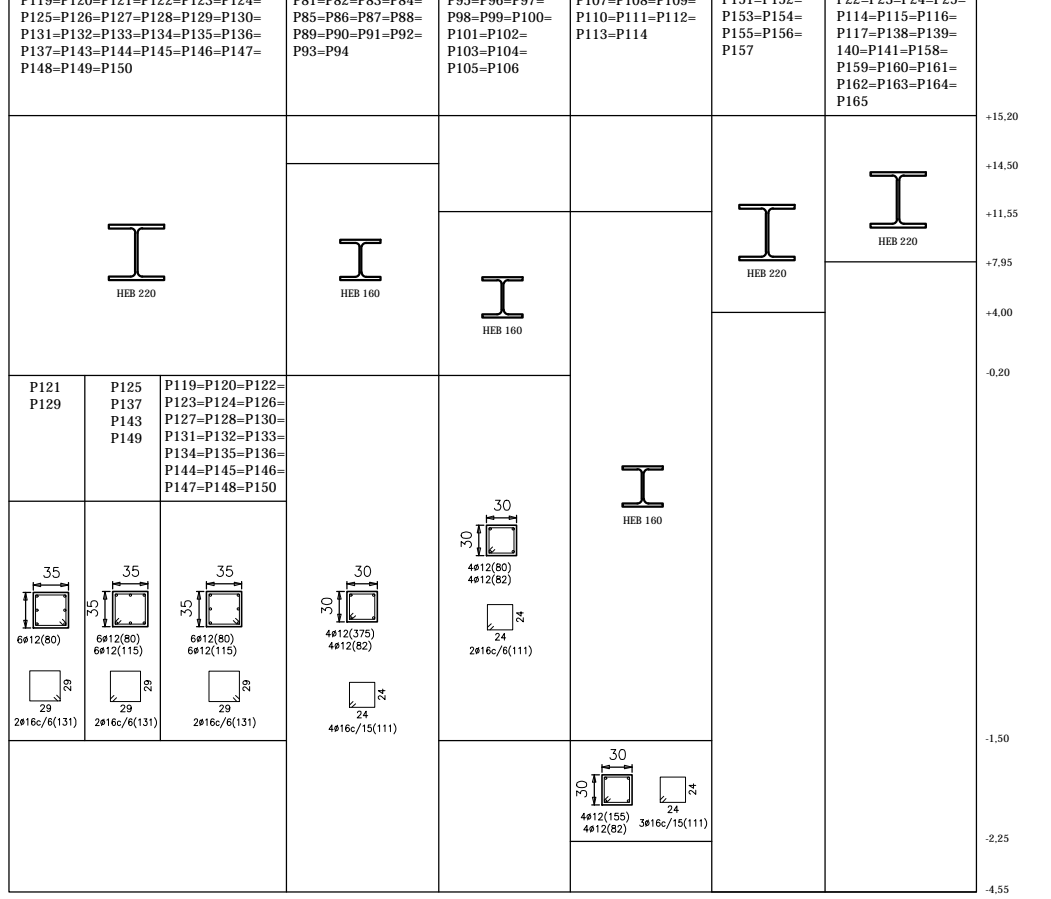 P119=P120=P121=P122=P123=P124=
P125=P126=P127=P128=P129=P130=
P131=P132=P133=P134=P135=P136=
P137=P143=P144=P145=P146=P147=
P148=P149=P150
P81=P82=P83=P84=
P85=P86=P87=P88=
P89=P90=P91=P92=
P93=P94
P95=P96=P97=
P98=P99=P100=
P101=P102=
P103=P104=
P105=P106
P107=P108=P109=
P110=P111=P112=
P113=P114
P151=P152=
P153=P154=
P155=P156=
P157
P22=P23=P24=P25=
P114=P115=P116=
P117=P138=P139=
140=P141=P158=
P159=P160=P161=
P162=P163=P164=
P165
+15,20
+14,50
+11,55
+7,95
+4,00
-0,20
-1,50
-2,25
-4,55
HEB 220
HEB 160
HEB 160
HEB 220
HEB 220
HEB 160
P121
P129
P125
P137
P143
P149
P119=P120=P122=
P123=P124=P126=
P127=P128=P130=
P131=P132=P133=
P134=P135=P136=
P144=P145=P146=
P147=P148=P150
35
6ø12(80)
29
29
2ø16c/6(131)
35
35
6ø12(80)
6ø12(115)
29
29
2ø16c/6(131)
35
35
6ø12(80)
6ø12(115)
29
29
2ø16c/6(131)
30
30
4ø12(375)
4ø12(82)
24
24
4ø16c/15(111)
30
30
4ø12(80)
4ø12(82)
24
24
2ø16c/6(111)
30
30
4ø12(155)
4ø12(82)
24
24
3ø16c/15(111)